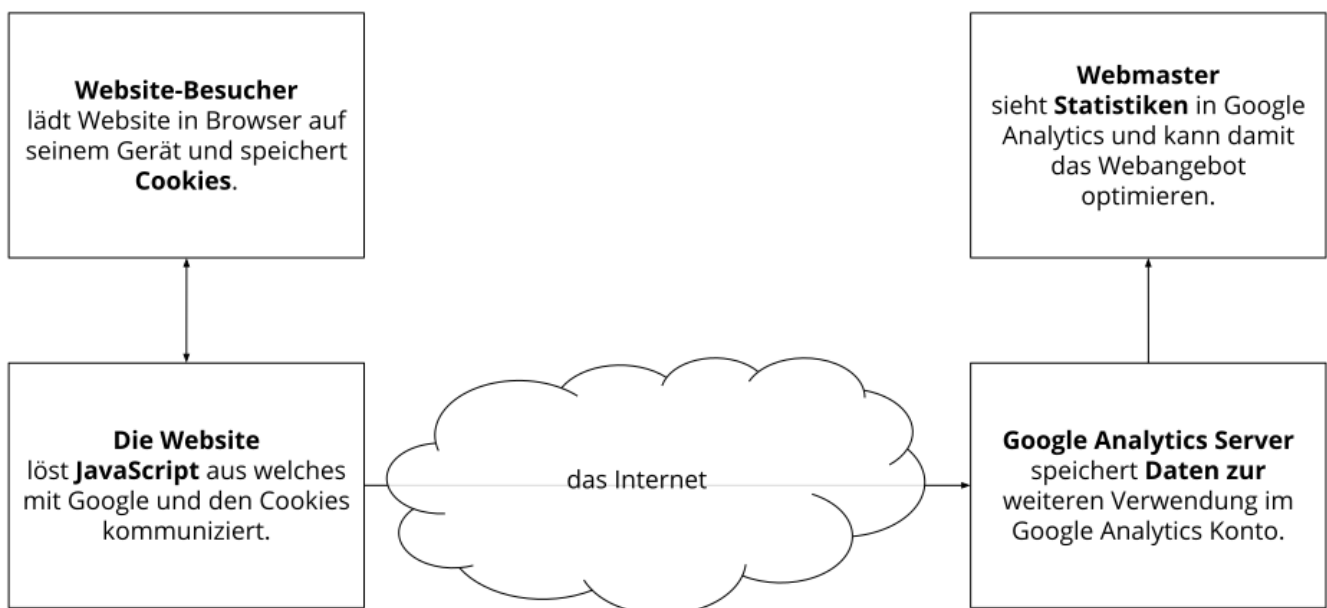 Website-Besucher
lädt Website in Browser auf
seinem Gerät und speichert
Cookies.
Webmaster
sieht Statistiken in Google
Analytics und kann damit
das Webangebot
optimieren.
Die Website
löst JavaScript aus welches
mit Google und den Cookies
kommuniziert.
das Internet
Google Analytics Server
speichert Daten zur
weiteren Verwendung im
Google Analytics Konto.